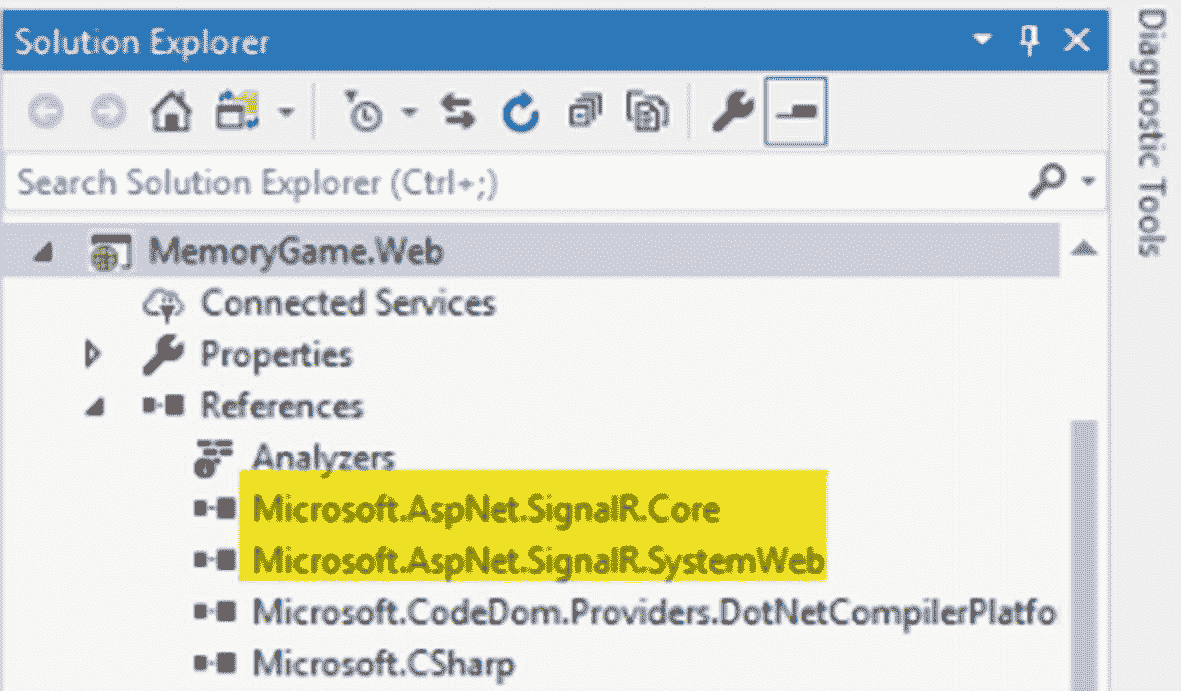 Solution Explorer
Search Solution Explorer (Ctrl+;)
MemoryGame.Web
Connected Services
Properties
References
Analyzers
Microsoft.AspNet.SignalR.Core
Microsoft.AspNet.SignalR.SystemWeb
Microsoft.CodeDom.Providers.DotNetCompilerPlatfo
Microsoft.CSharp
Diagnostic Tools